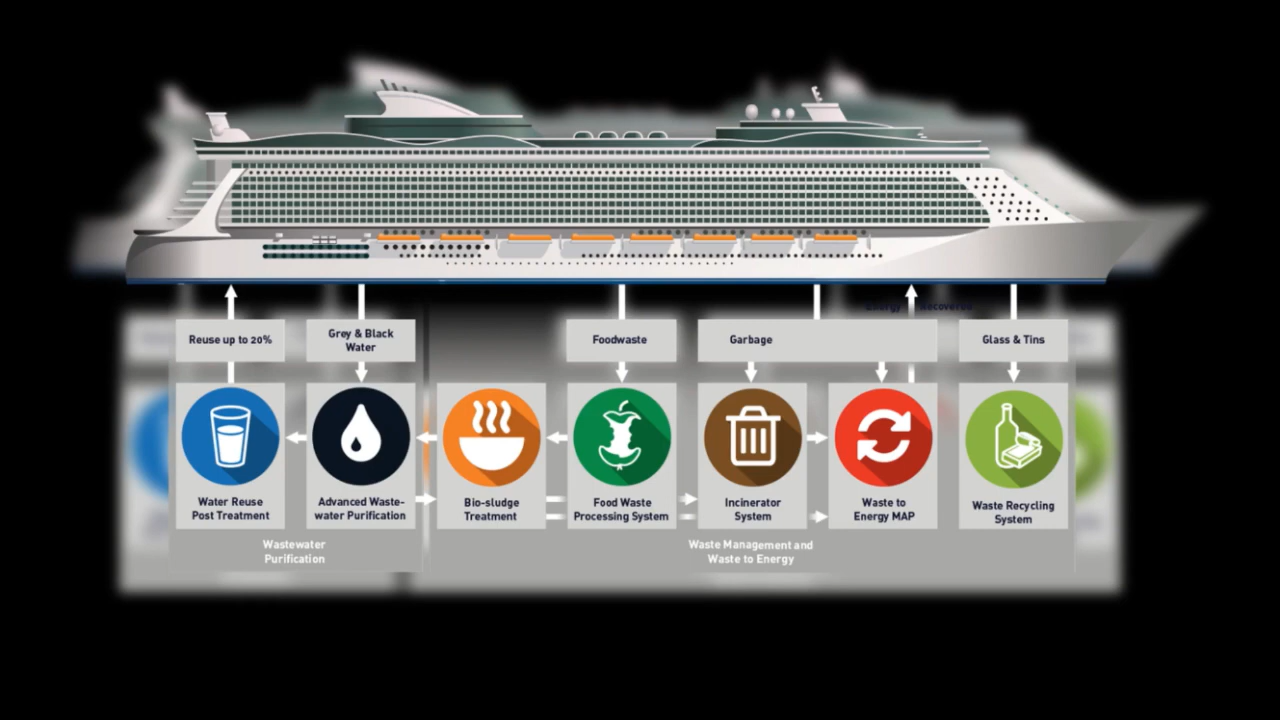 Energy Recovered
Reuse up to 20%
Grey & Black
Water
Foodwaste
Garbage
Glass & Tins
Water Reuse
Post Treatment
Advanced Waste-
water Purification
Bio-sludge
Treatment
Food Waste
Processing System
Incinerator
System
Waste to
Energy MAP
Waste Recycling
System
Wastewater
Purification
Waste Management and
Waste to Energy